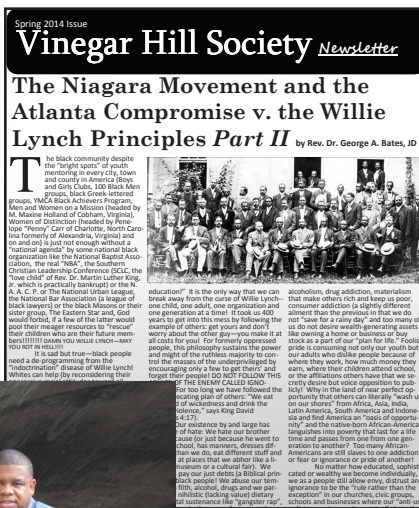 Spring 2014 Issue
Vinegar Hill Society Newsletter
The Niagara Movement and the
Atlanta Compromise v. the Willie
Lynch Principles Part II by Rev. Dr. George A. Bates, JD
The black community despite
the "bright spots" of youth
mentoring in every city, town
and county in America (Boys
and Girls Clubs, 100 Black Men
groups, black Greek-lettered
groups, YMCA Black Achievers Program,
Men and Women on a Mission (headed by
M. Maxine Holland of Cobham, Virginia),
Women of Distinction (headed by Pene-
lope "Penny" Carr of Charlotte, North Caro-
lina formerly of Alexandria, Virginia) and
on and on) is just not enough without a
"national agenda" by some national black
organization like the National Baptist Asso-
ciation, the real "NBA", the Southern
Christian Leadership Conference (SCLC, the
"love child" of Rev. Dr. Martin Luther King,
Jr. which is practically bankrupt) or the N.
A. A. C. P. or The National Urban League,
the National Bar Association (a league of
black lawyers) or the black Masons or their
sister group, The Eastern Star and, God
would forbid, if a few of the latter would
pool their meager resources to "rescue"
their children who are their future mem-
bers!!!!!!!! DAMN YOU WILLIE LYNCH—MAY
YOU ROT IN HELL!!!!
It is sad but true—black people
need a de-programming from the
"indoctrination" disease of Willie Lynch!
Whites can help (by reconsidering their
education!" It is the only way that we can
break away from the curse of Willie Lynch—
one child, one adult, one organization and
one generation at a time! It took us 400
years to get into this mess by following the
example of others: get yours and don't
worry about the other guy—you make it at
all costs for you! For formerly oppressed
people, this philosophy sustains the power
and might of the ruthless majority to con-
trol the masses of the underprivileged by
encouraging only a few to get theirs' and
forget their people! DO NOT FOLLOW THIS
OF THE ENEMY CALLED IGNO-
For too long we have followed the
ecating plan of others: "We eat
d of wickedness and drink the
violence," says King David
4:17).
Our existence by and large has
of hate: We hate our brother
cause (or just because he went to
chool, has manners, dresses dif-
than we do, eat different stuff and
at places that we abhor like a li-
museum or a cultural fair). We
pay our just debts (a Biblical prin-
black people! We abuse our tem-
filth, alcohol, drugs and we par-
nihilistic (lacking value) dietary
tal sustenance like "gangster rap",
alcoholism, drug addiction, materialism
that make others rich and keep us poor,
consumer addiction (a slightly different
ailment than the previous in that we do
not "save for a rainy day" and too many of
us do not desire wealth-generating assets
like owning a home or business or buy
stock as a part of our "plan for life." Foolish
pride is consuming not only our youth but
our adults who dislike people because of
where they work, how much money they
earn, where their children attend school,
or the affiliations others have that we se-
cretly desire but voice opposition to pub-
licly! Why in the land of near perfect op-
portunity that others can literally "wash up
on our shores" from Africa, Asia, India,
Latin America, South America and Indone-
sia and find America an "oasis of opportu-
nity" and the native-born African-American
languishes into poverty that last for a life
time and passes from one from one gen-
eration to another? Too many African-
Americans are still slaves to one addiction
or fear or ignorance or pride of another!
No matter how educated, sophisti-
cated or wealthy we become individually,
we as a people still allow envy, distrust and
ignorance to be the "rule rather than the
exception" in our churches, civic groups,
schools and businesses where our "anti-us